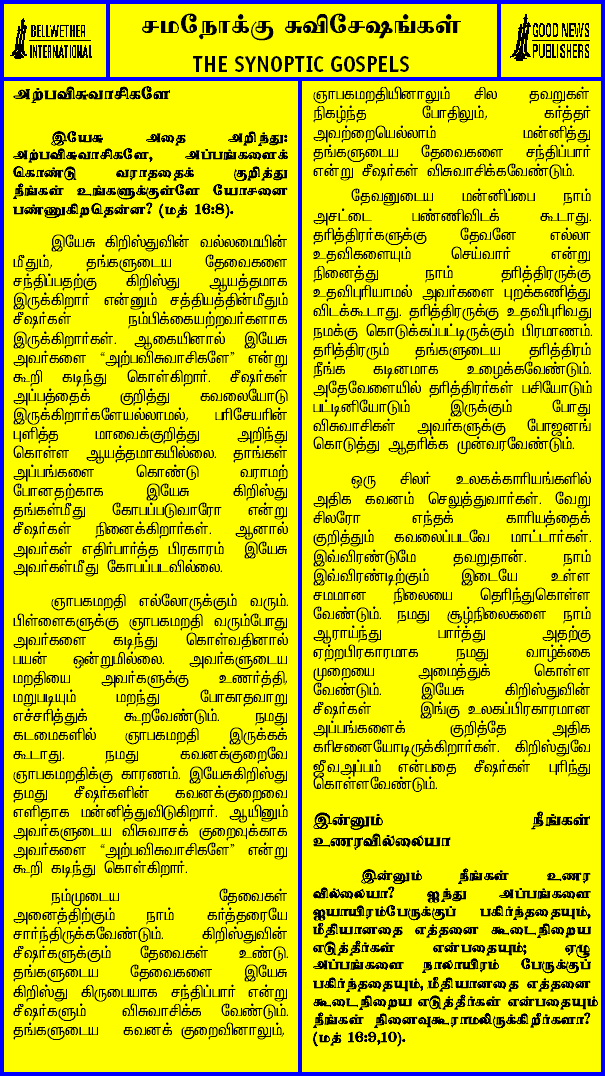 BELLWETHER
INTERNATIONAL
சமநோக்கு சுவிசேஷங்கள்
THE SYNOPTIC GOSPELS
GOOD NEWS
PUBLISHERS
அற்பவிசுவாசிகளே
இயேசு அதை அறிந்து:
அற்பவிசுவாசிகளே, அப்பங்களைக்
கொண்டு வராததைக் குறித்து
நீங்கள் உங்களுக்குள்ளே யோசனை
பண்ணுகிறதென்ன? (மத் 16:8).
இயேசு கிறிஸ்துவின் வல்லமையின்
மீதும், தங்களுடைய தேவைகளை
சந்திப்பதற்கு கிறிஸ்து ஆயத்தமாக
இருக்கிறார் என்னும் சத்தியத்தின்மீதும்
சீஷர்கள் நம்பிக்கையற்றவர்களாக
இருக்கிறார்கள். ஆகையினால் இயேசு
அவர்களை “அற்பவிசுவாசிகளே” என்று
கூறி கடிந்து கொள்கிறார். சீஷர்கள்
அப்பத்தைக் குறித்து கவலையோடு
இருக்கிறார்களேயல்லாமல், பரிசேயரின்
புளித்த மாவைக்குறித்து அறிந்து
கொள்ள ஆயத்தமாகயில்லை. தாங்கள்
அப்பங்களை கொண்டு வராமற்
போனதற்காக இயேசு கிறிஸ்து
தங்கள்மீது கோபப்படுவாரோ என்று
சீஷர்கள் நினைக்கிறார்கள். ஆனால்
அவர்கள் எதிர்பார்த்த பிரகாரம் இயேசு
அவர்கள்மீது கோபப்படவில்லை.
ஞாபகமறதி எல்லோருக்கும் வரும்.
பிள்ளைகளுக்கு ஞாபகமறதி வரும்போது
அவர்களை கடிந்து கொள்வதினால்
பயன் ஒன்றுமில்லை. அவர்களுடைய
மறதியை அவர்களுக்கு உணர்த்தி,
மறுபடியும் மறந்து போகாதவாறு
எச்சரித்துக் கூறவேண்டும். நமது
கடமைகளில் ஞாபகமறதி இருக்கக்
கூடாது. நமது கவனக்குறைவே
ஞாபகமறதிக்கு காரணம். இயேசுகிறிஸ்து
தமது சீஷர்களின் கவனக்குறைவை
எளிதாக மன்னித்துவிடுகிறார். ஆயினும்
அவர்களுடைய விசுவாசக் குறைவுக்காக
அவர்களை “அற்பவிசுவாசிகளே” என்று
கூறி கடிந்து கொள்கிறார்.
நம்முடைய தேவைகள்
அனைத்திற்கும் நாம் கர்த்தரையே
சார்ந்திருக்கவேண்டும். கிறிஸ்துவின்
சீஷர்களுக்கும் தேவைகள் உண்டு.
தங்களுடைய தேவைகளை இயேசு
கிறிஸ்து கிருபையாக சந்திப்பார் என்று
சீஷர்களும் விசுவாசிக்க வேண்டும்.
தங்களுடைய கவனக் குறைவினாலும்,
ஞாபகமறதியினாலும் சில தவறுகள்
நிகழ்ந்த போதிலும், கர்த்தர்
அவற்றையெல்லாம் மன்னித்து
தங்களுடைய தேவைகளை சந்திப்பார்
என்று சீஷர்கள் விசுவாசிக்கவேண்டும்.
தேவனுடைய மன்னிப்பை நாம்
அசட்டை பண்ணிவிடக் கூடாது.
தரித்திரர்களுக்கு தேவனே எல்லா
உதவிகளையும் செய்வார் என்று
நினைத்து நாம் தரித்திரருக்கு
உதவிபுரியாமல் அவர்களை புறக்கணித்து
விடக்கூடாது. தரித்திரருக்கு உதவிபுரிவது
நமக்கு கொடுக்கப்பட்டிருக்கும் பிரமாணம்.
தரித்திரரும் தங்களுடைய தரித்திரம்
நீங்க கடினமாக உழைக்கவேண்டும்.
அதேவேளையில் தரித்திரர்கள் பசியோடும்
பட்டினியோடும் இருக்கும் போது
விசுவாசிகள் அவர்களுக்கு போஜனங்
கொடுத்து ஆதரிக்க முன்வரவேண்டும்.
ஒரு சிலர் உலகக்காரியங்களில்
அதிக கவனம் செலுத்துவார்கள். வேறு
சிலரோ எந்தக் காரியத்தைக்
குறித்தும் கவலைப்படவே மாட்டார்கள்.
இவ்விரண்டுமே தவறுதான். நாம்
இவ்விரண்டிற்கும் இடையே உள்ள
சமமான நிலையை தெரிந்துகொள்ள
வேண்டும். நமது சூழ்நிலைகளை நாம்
ஆராய்ந்து பார்த்து அதற்கு
ஏற்றபிரகாரமாக நமது வாழ்க்கை
முறையை அமைத்துக் கொள்ள
வேண்டும். இயேசு கிறிஸ்துவின்
சீஷர்கள் இங்கு உலகப்பிரகாரமான
அப்பங்களைக் குறித்தே அதிக
கரிசனையோடிருக்கிறார்கள். கிறிஸ்துவே
ஜீவஅப்பம் என்பதை சீஷர்கள் புரிந்து
கொள்ளவேண்டும்.
இன்னும் நீங்கள்
உணரவில்லையா
இன்னும் நீங்கள் உணர
வில்லையா? ஐந்து அப்பங்களை
ஐயாயிரம்பேருக்குப் பகிர்ந்ததையும்,
மீதியானதை எத்தனை கூடைநிறைய
எடுத்தீர்கள் என்பதையும்; ஏழு
அப்பங்களை நாலாயிரம் பேருக்குப்
பகிர்ந்ததையும், மீதியானதை எத்தனை
கூடைநிறைய எடுத்தீர்கள் என்பதையும்
நீங்கள் நினைவுகூராமலிருக்கிறீர்களா?
(மத் 16:9,10).